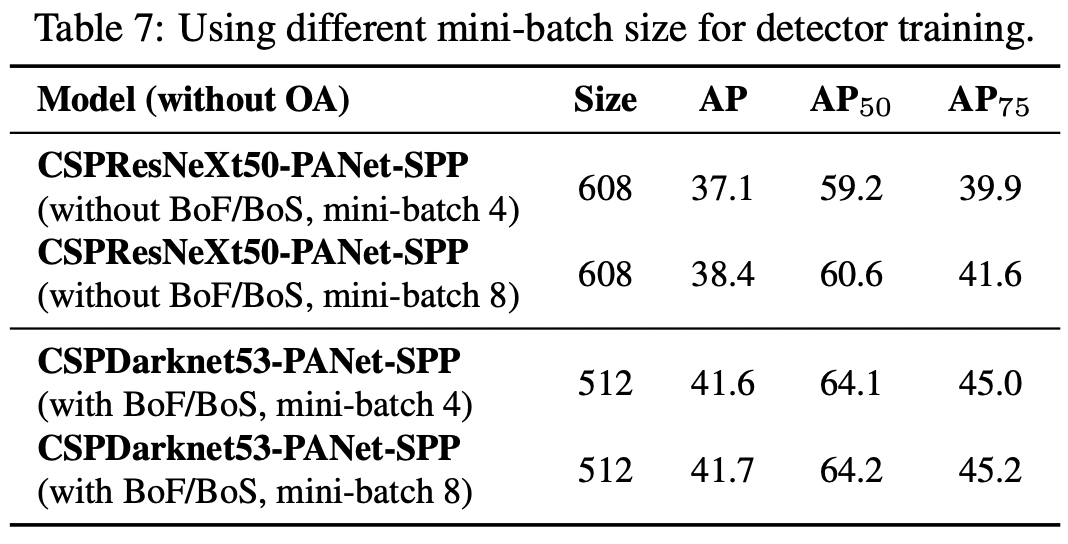 Table 7: Using different mini-batch size for detector training.
Model (without OA) Size AP AP50 AP75
CSPResNeXt50-PANet-SPP
(without BoF/BoS, mini-batch 4) 608 37.1 59.2 39.9
CSPResNeXt50-PANet-SPP
(without BoF/BoS, mini-batch 8) 608 38.4 60.6 41.6
CSPDarknet53-PANet-SPP
(with BoF/BoS, mini-batch 4) 512 41.6 64.1 45.0
CSPDarknet53-PANet-SPP
(with BoF/BoS, mini-batch 8) 512 41.7 64.2 45.2